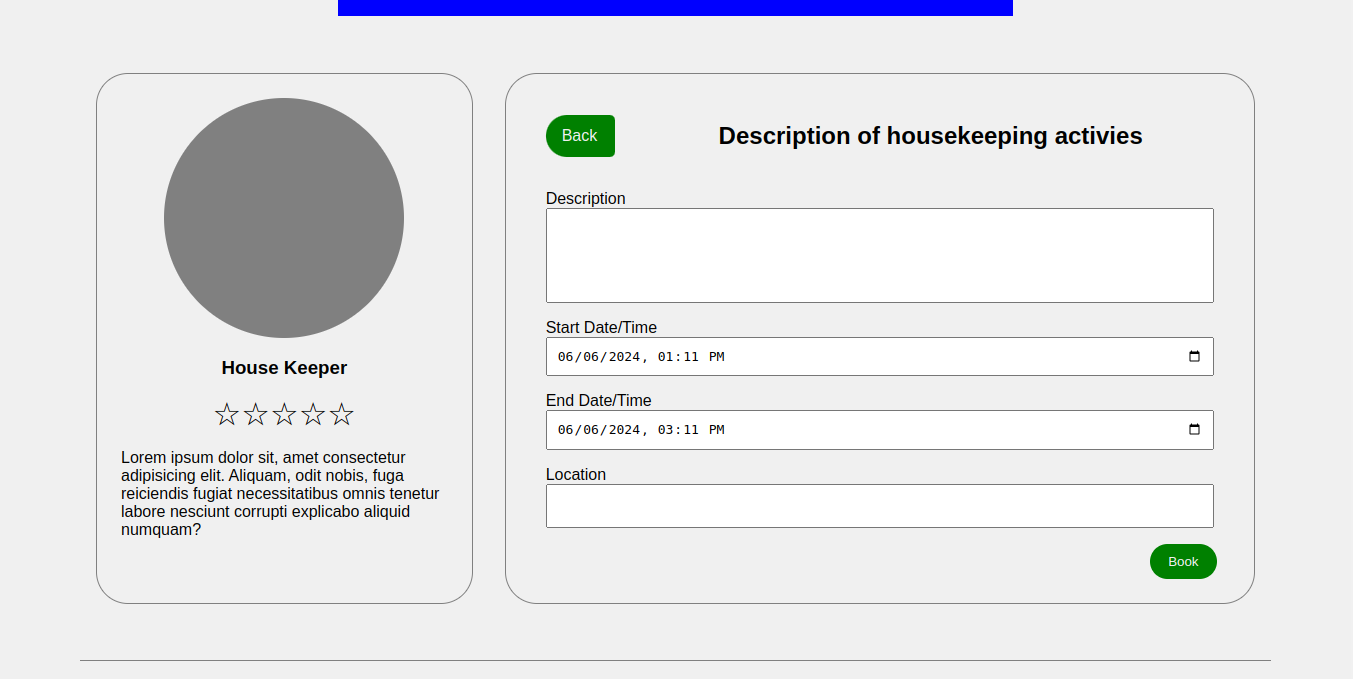 House Keeper
☆☆☆☆☆
Lorem ipsum dolor sit, amet consectetur
adipisicing elit. Aliquam, odit nobis, fuga
reiciendis fugiat necessitatibus omnis tenetur
labore nesciunt corrupti explicabo aliquid
numquam?
Back
Description of housekeeping activies
Description
Start Date/Time
06/06/2024, 01:11 PM
End Date/Time
06/06/2024, 03:11 PM
Location
Book